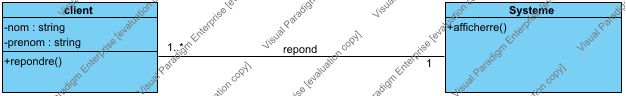 client
-nom : string
-prenom : string
+repondre()
1..*
repond
1
Systeme
+afficherre()
Visual Paradigm Enterprise [evaluation copy]